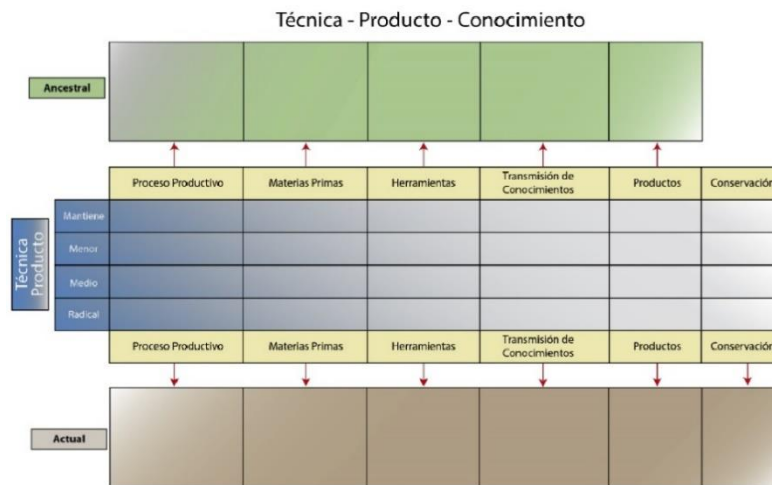 Técnica - Producto - Conocimiento
Ancestral
Proceso Productivo
Materias Primas
Herramientas
Transmisión de
Conocimientos
Productos
Conservación
Técnica
Producto
Mantiene
Menor
Medio
Radical
Proceso Productivo
Materias Primas
Herramientas
Transmisión de
Conocimientos
Productos
Conservación
Actual